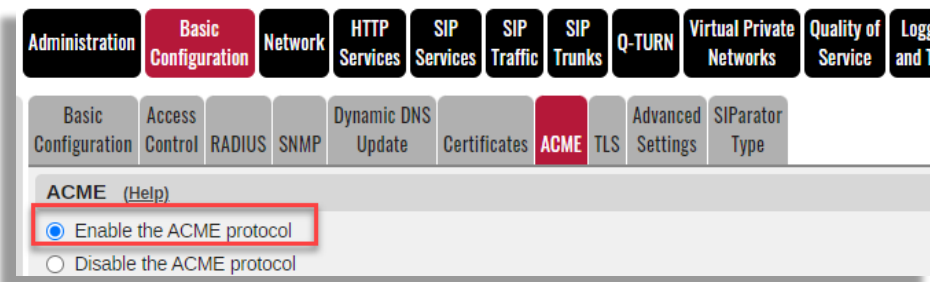 Administration
Basic Configuration
Network
HTTP Services
SIP Services
SIP Traffic
SIP Trunks
Q-TURN
Virtual Private Networks
Quality of Service
and
Basic Configuration
Access Control
RADIUS
SNMP
Dynamic DNS Update
Certificates
ACME
TLS
Advanced Settings
SIParator Type
ACME (Help)
Enable the ACME protocol
Disable the ACME protocol